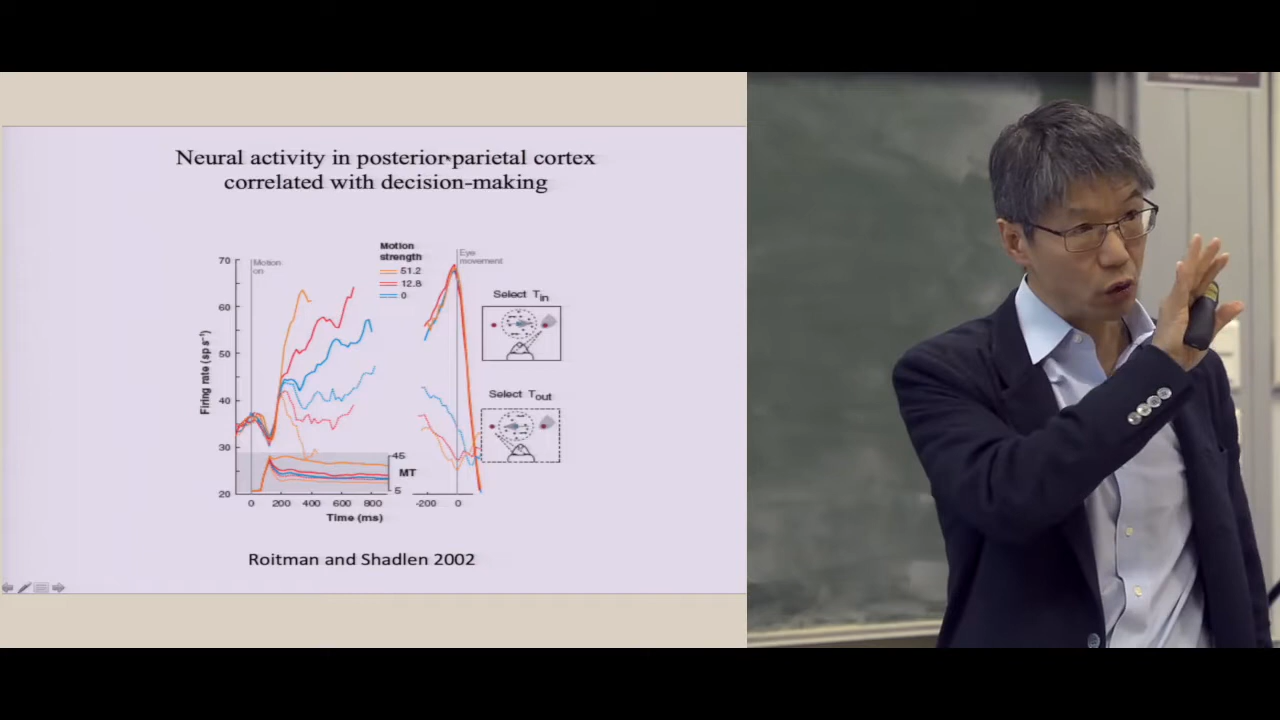 Neural activity in posterior parietal cortex
correlated with decision-making
Motion
strength
51.2
12.8
0
Motion
on
Eye
movement
Select Tin
Select Tout
Firing rate (sp s⁻¹)
70
60
50
40
30
20
45
MT
5
0 200 400 600 800
-200 0
Time (ms)
Roitman and Shadlen 2002